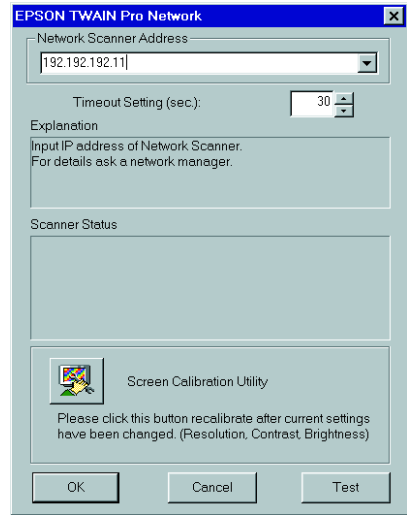 EPSON TWAIN Pro Network
Network Scanner Address
192.192.192.11
Timeout Setting (sec.): 30
Explanation
Input IP address of Network Scanner.
For details ask a network manager.
Scanner Status
Screen Calibration Utility
Please click this button recalibrate after current settings
have been changed. (Resolution, Contrast, Brightness)
OK Cancel Test